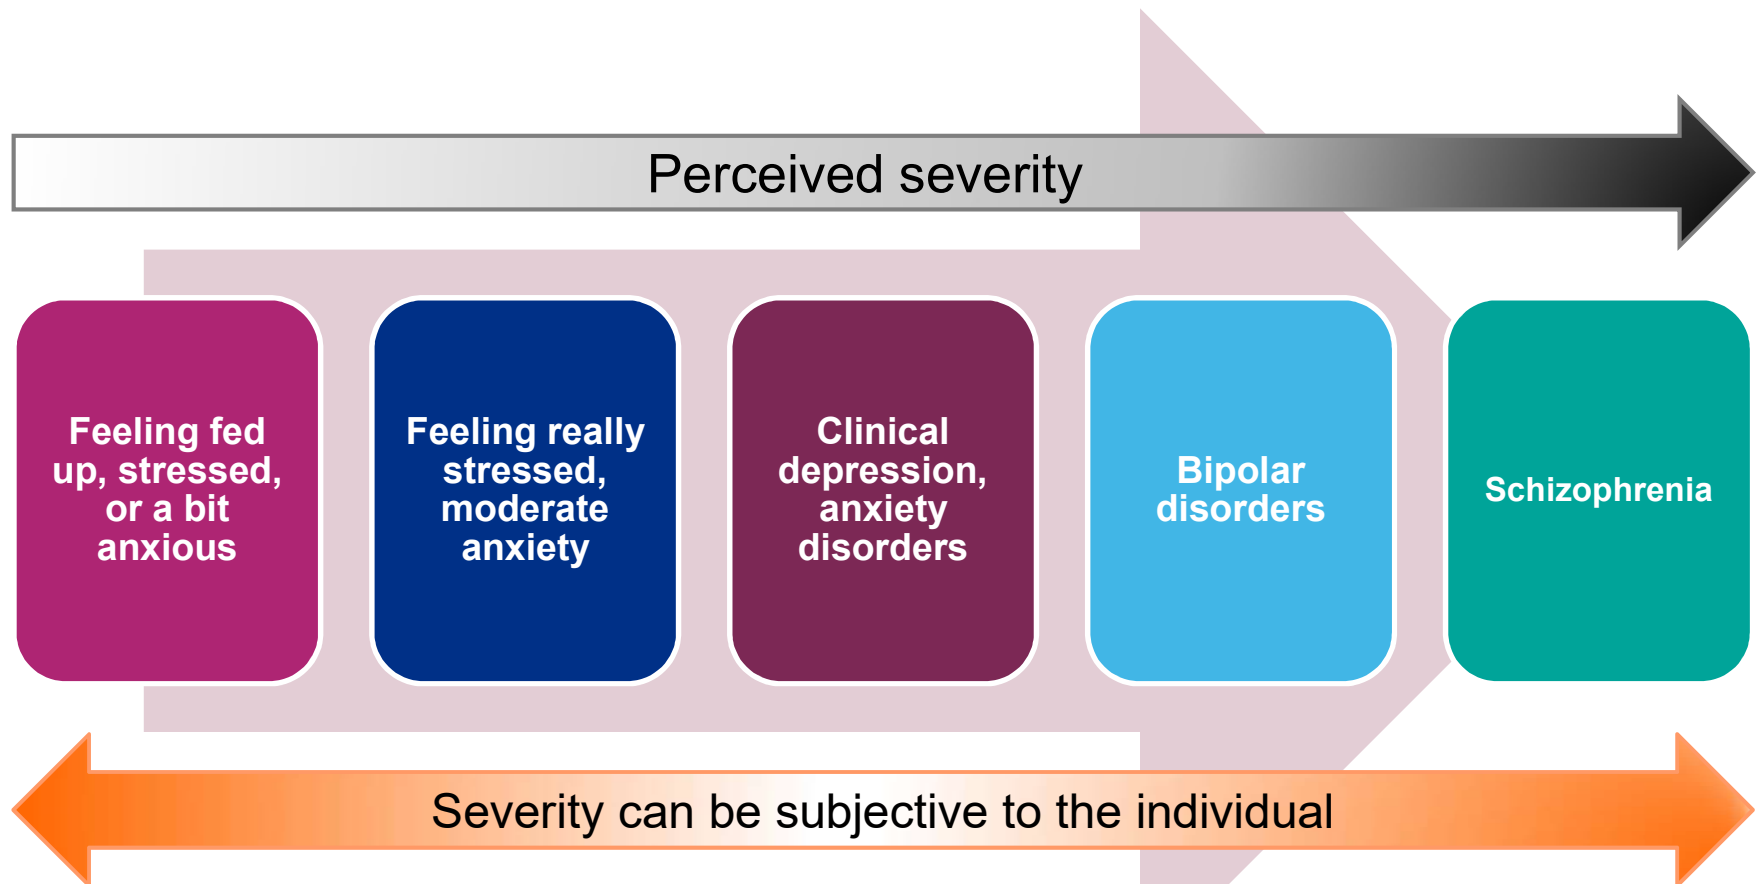 Perceived severity
Feeling fed
up, stressed,
or a bit
anxious
Feeling really
stressed,
moderate
anxiety
Clinical
depression,
anxiety
disorders
Bipolar
disorders
Schizophrenia
Severity can be subjective to the individual